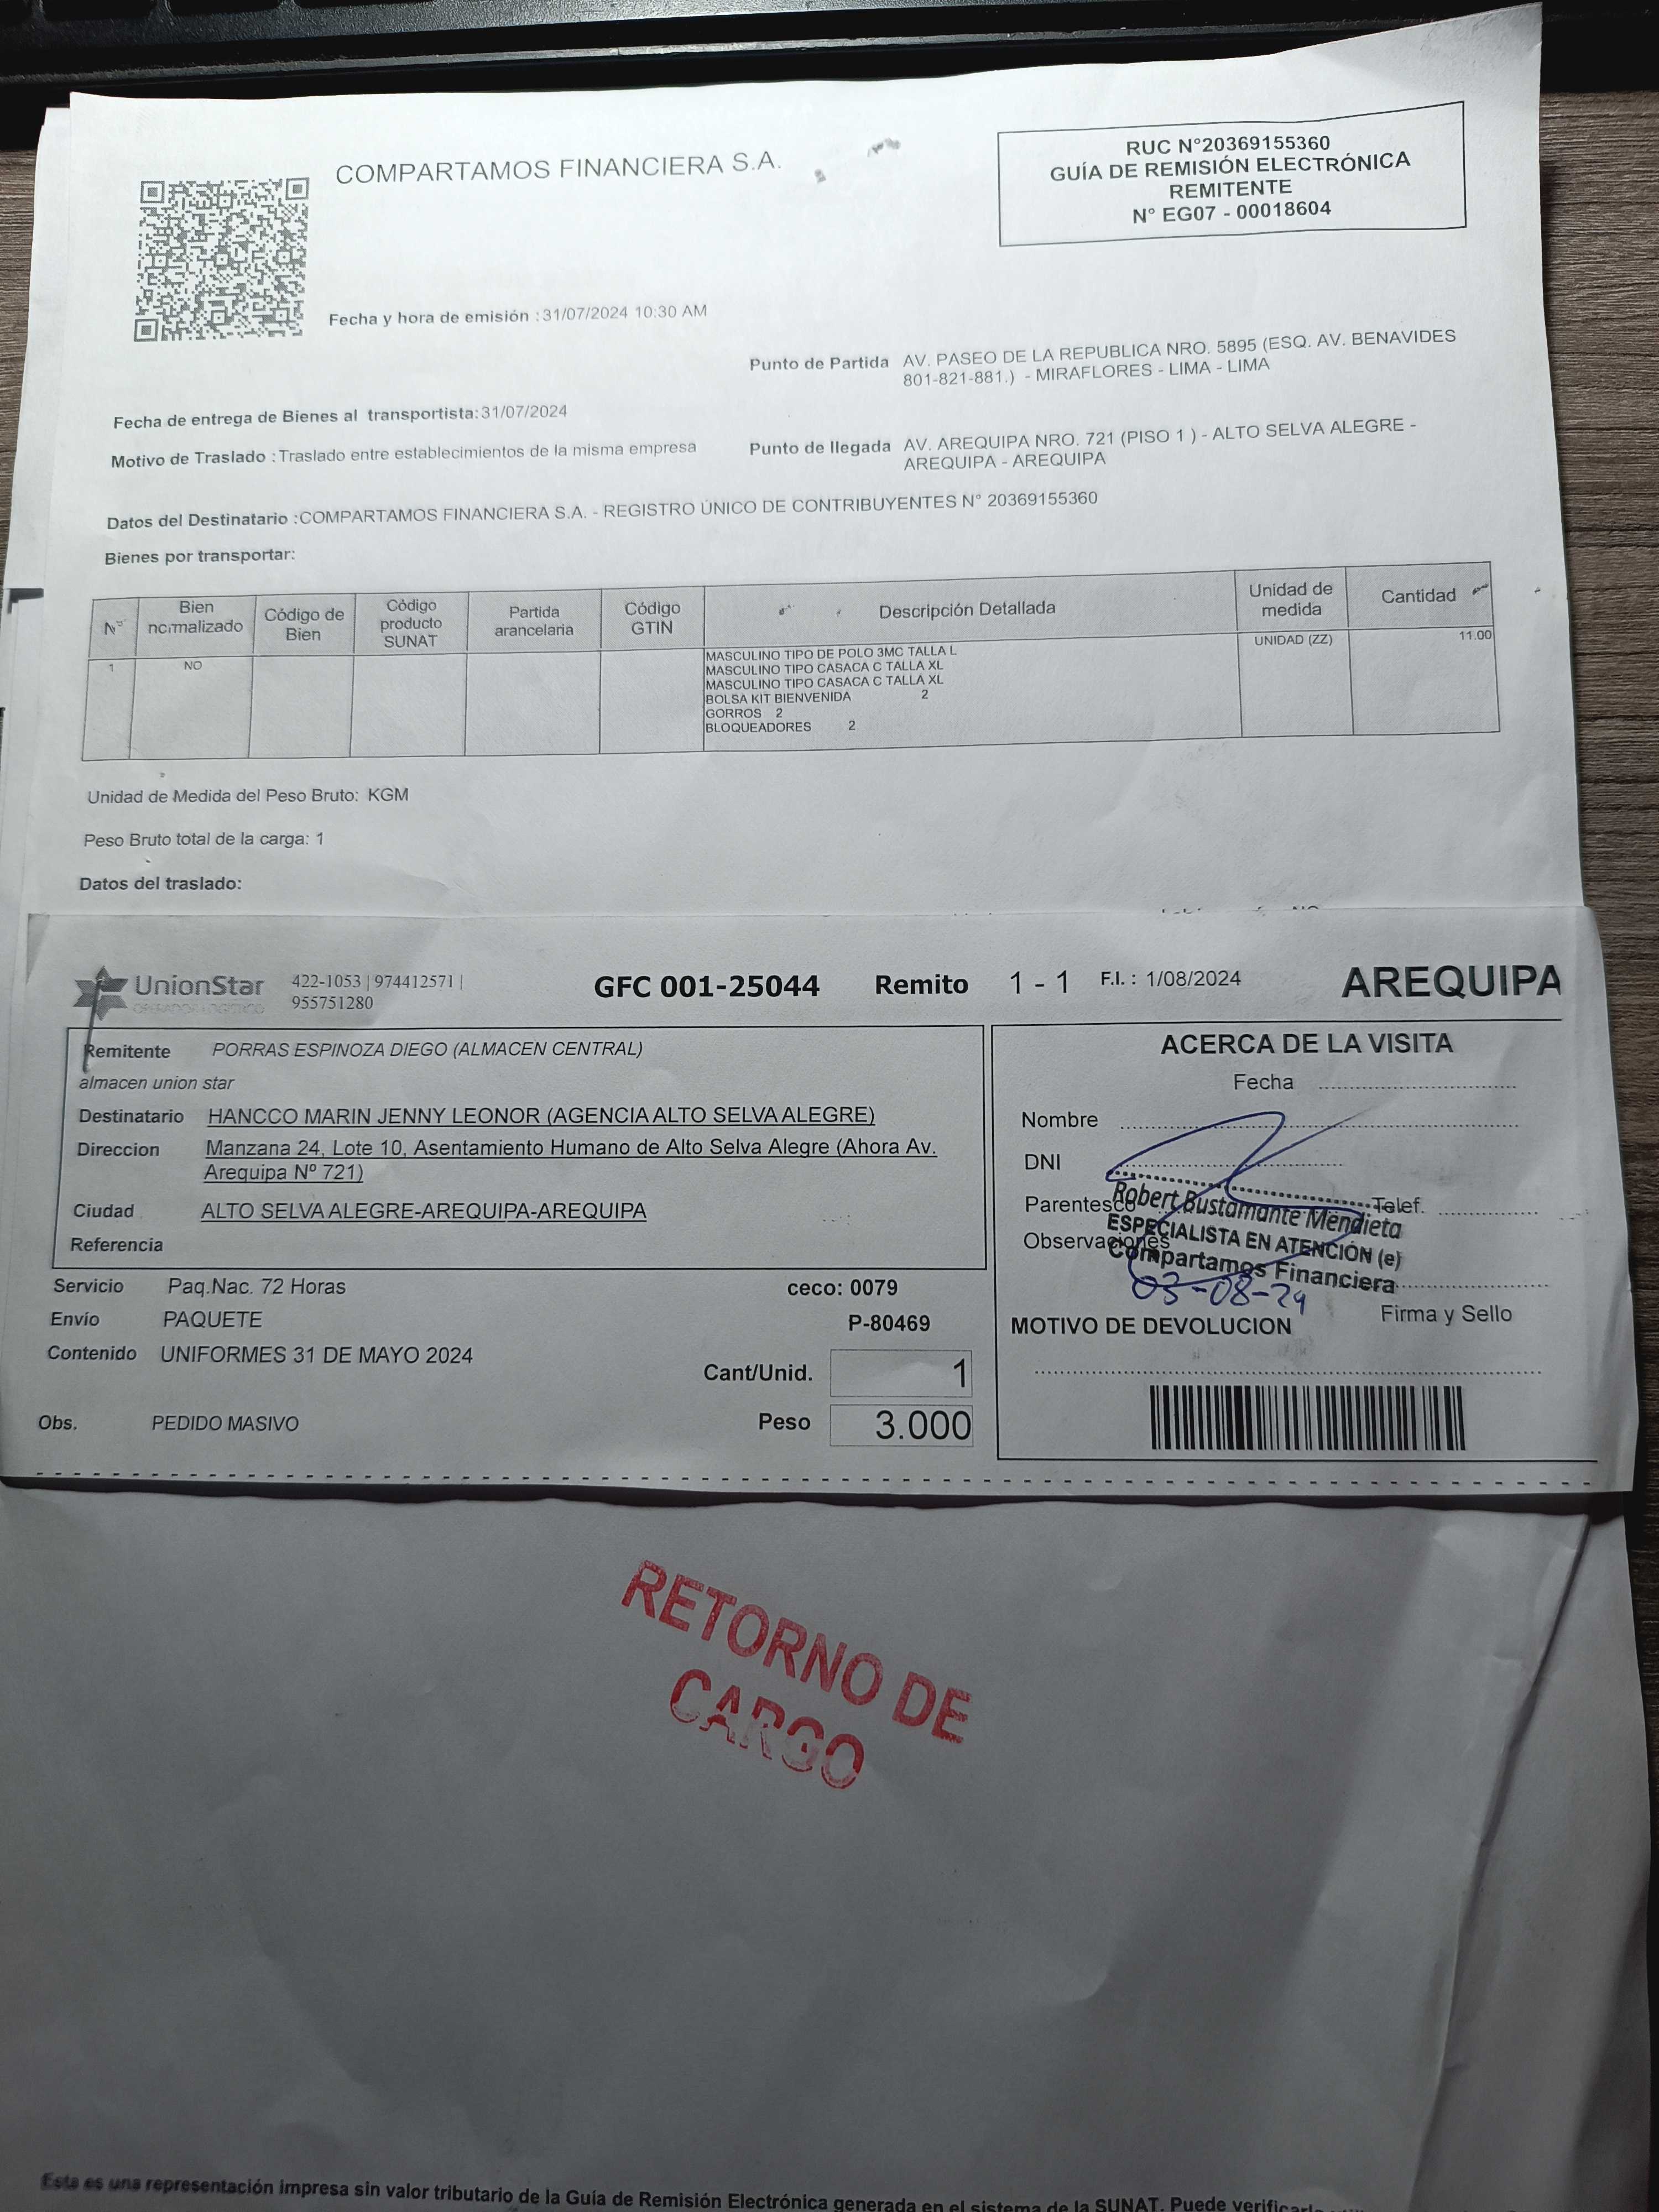 COMPARTAMOS FINANCIERA S.A.
RUC N°20369155360
GUÍA DE REMISIÓN ELECTRÓNICA
REMITENTE
N° EG07 - 00018604
Fecha y hora de emisión : 31/07/2024 10:30 AM
Punto de Partida AV. PASEO DE LA REPUBLICA NRO. 5895 (ESQ. AV. BENAVIDES
801-821-881.) - MIRAFLORES - LIMA - LIMA
Fecha de entrega de Bienes al transportista: 31/07/2024
Motivo de Traslado : Traslado entre establecimientos de la misma empresa
Punto de llegada AV. AREQUIPA NRO. 721 (PISO 1 ) - ALTO SELVA ALEGRE -
AREQUIPA - AREQUIPA
Datos del Destinatario : COMPARTAMOS FINANCIERA S.A. - REGISTRO ÚNICO DE CONTRIBUYENTES N° 20369155360
Bienes por transportar:
N° Bien normalizado Código de Bien Código producto SUNAT Partida arancelaria Código GTIN Descripción Detallada Unidad de medida Cantidad
1 NO MASCULINO TIPO DE POLO 3MC TALLA L UNIDAD (ZZ) 11.00
MASCULINO TIPO CASACA C TALLA XL
MASCULINO TIPO CASACA C TALLA XL
BOLSA KIT BIENVENIDA 2
GORROS 2
BLOQUEADORES 2
Unidad de Medida del Peso Bruto: KGM
Peso Bruto total de la carga: 1
Datos del traslado:
UnionStar 422-1053 | 974412571 |
OPERADOR LOGISTICO 955751280
GFC 001-25044 Remito 1 - 1 F.I. : 1/08/2024 AREQUIPA
Remitente PORRAS ESPINOZA DIEGO (ALMACEN CENTRAL)
almacen union star
Destinatario HANCCO MARIN JENNY LEONOR (AGENCIA ALTO SELVA ALEGRE)
Direccion Manzana 24, Lote 10, Asentamiento Humano de Alto Selva Alegre (Ahora Av.
Arequipa Nº 721)
Ciudad ALTO SELVA ALEGRE-AREQUIPA-AREQUIPA
Referencia
Servicio Paq.Nac. 72 Horas ceco: 0079
Envío PAQUETE P-80469
Contenido UNIFORMES 31 DE MAYO 2024
Cant/Unid. 1
Obs. PEDIDO MASIVO Peso 3.000
ACERCA DE LA VISITA
Fecha
Nombre
DNI
Parentesco Telef.
Observaciones
Robert Bustamante Mendieta
ESPECIALISTA EN ATENCIÓN (e)
Compartamos Financiera
03-08-24
Firma y Sello
MOTIVO DE DEVOLUCION
RETORNO DE
CARGO
Esta es una representación impresa sin valor tributario de la Guía de Remisión Electrónica generada en el sistema de la SUNAT. Puede